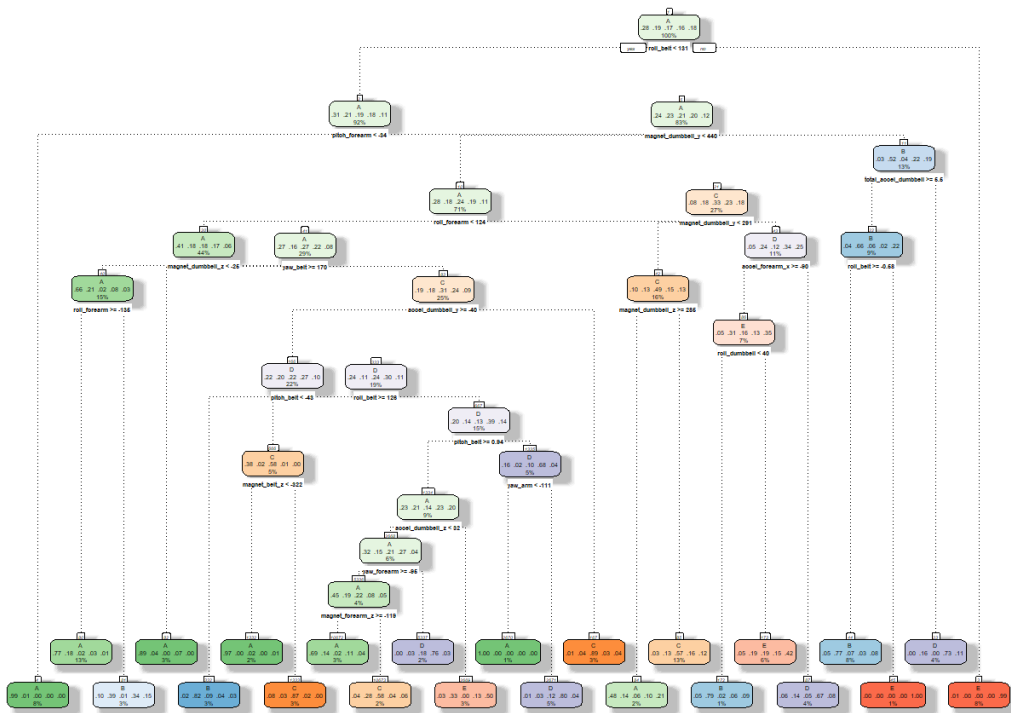 A
.28 .19 .17 .16 .18
100%
yes
roll_belt < 131
no
A
.31 .21 .19 .18 .11
92%
pitch_forearm < -34
A
.24 .23 .21 .20 .12
83%
magnet_dumbbell_y < 440
B
.03 .52 .04 .22 .19
13%
total_accel_dumbbell >= 5.5
A
.28 .18 .24 .19 .11
71%
roll_forearm < 124
C
.08 .18 .33 .23 .18
27%
magnet_dumbbell_y < 291
A
.41 .18 .18 .17 .06
44%
magnet_dumbbell_z < -25
A
.27 .16 .27 .22 .08
29%
yaw_belt >= 170
D
.05 .24 .12 .34 .25
11%
accel_forearm_x >= -90
B
.04 .66 .06 .02 .22
9%
roll_belt >= -0.58
A
.66 .21 .02 .08 .03
15%
roll_forearm >= -136
C
.19 .18 .31 .24 .09
25%
accel_dumbbell_y >= -40
C
.10 .13 .49 .15 .13
16%
magnet_dumbbell_z >= 285
E
.05 .31 .16 .13 .35
7%
roll_dumbbell < 40
D
.22 .20 .22 .27 .10
22%
pitch_belt < -43
D
.24 .11 .24 .30 .11
19%
roll_belt >= 126
D
.20 .14 .13 .39 .14
15%
pitch_belt >= 0.94
C
.38 .02 .58 .01 .00
5%
magnet_belt_z < -322
D
.16 .02 .10 .68 .04
5%
yaw_arm < -111
A
.23 .21 .14 .23 .20
9%
accel_dumbbell_z < 32
A
.32 .15 .21 .27 .04
6%
yaw_forearm >= -95
A
.45 .19 .22 .08 .05
4%
magnet_forearm_z >= -119
A
.77 .18 .02 .03 .01
13%
A
.89 .04 .00 .07 .00
3%
A
.97 .00 .02 .00 .01
2%
A
.69 .14 .02 .11 .04
3%
D
.00 .03 .18 .76 .03
2%
A
1.00 .00 .00 .00 .00
1%
C
.01 .04 .89 .03 .04
3%
C
.03 .13 .57 .16 .12
13%
E
.05 .19 .19 .15 .42
6%
B
.05 .77 .07 .03 .08
8%
D
.00 .16 .00 .73 .11
4%
A
.99 .01 .00 .00 .00
8%
B
.10 .39 .01 .34 .15
3%
B
.02 .82 .09 .04 .03
3%
C
.08 .03 .87 .02 .00
3%
C
.04 .28 .58 .04 .06
2%
E
.03 .33 .00 .13 .50
3%
D
.01 .03 .12 .80 .04
5%
A
.48 .14 .06 .10 .21
2%
B
.05 .79 .02 .06 .09
1%
D
.06 .14 .05 .67 .08
4%
E
.00 .00 .00 .00 1.00
1%
E
.01 .00 .00 .00 .99
8%